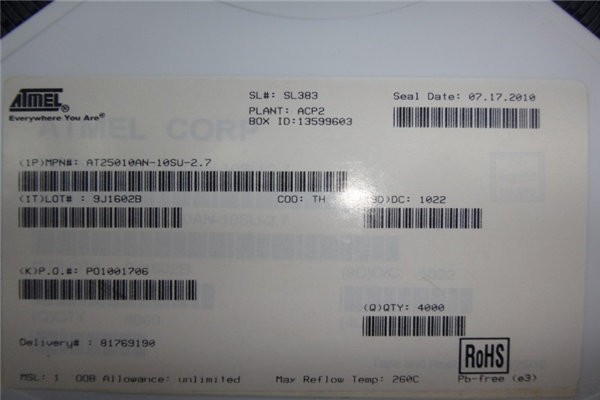 SL#: SL383
Seal Date: 07.17.2010
ATMEL®
PLANT: ACP2
Everywhere You Are®
BOX ID:13599603
ATMEL CORP
(1P)MPN#: AT25010AN-10SU-2.7
(1T)LOT# : 9J1602B
COO: TH
(9D)DC: 1022
(K)P.O.#: PO1001706
(Q)QTY: 4000
Delivery# : 81769190
RoHS
MSL: 1 OOB Allowance: unlimited Max Reflow Temp: 260C Pb-free (e3)